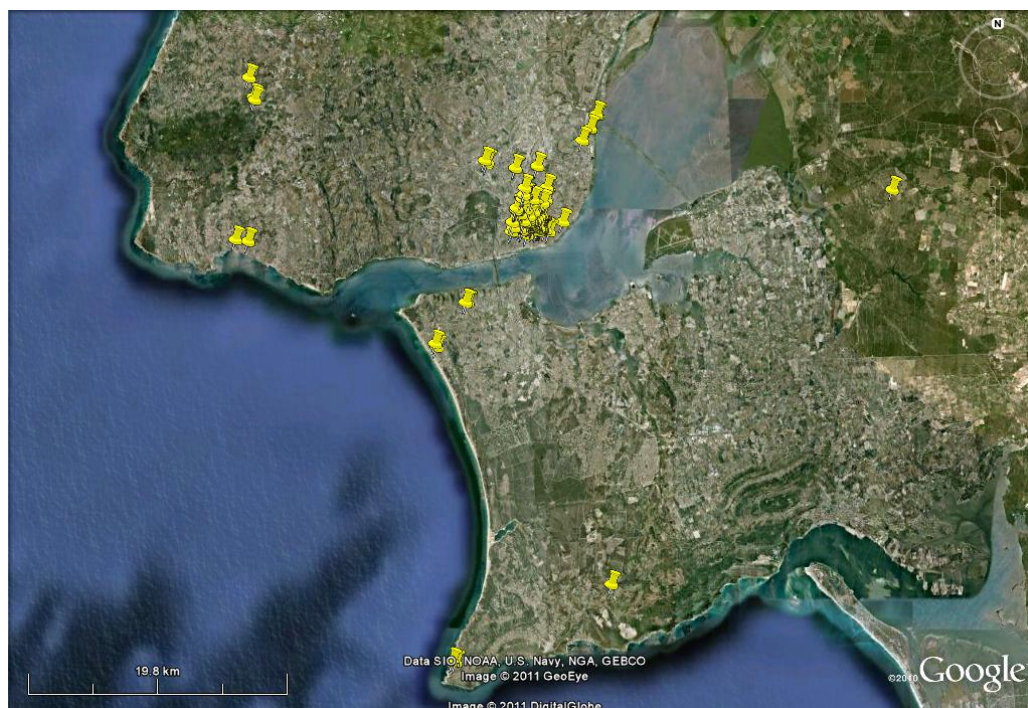 N
19.8 km
Data SIO, NOAA, U.S. Navy, NGA, GEBCO
Image © 2011 GeoEye
Image © 2011 DigitalGlobe
©2010 Google